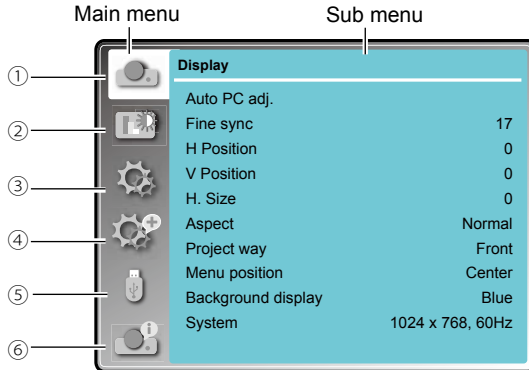 Main menu Sub menu
① Display
Auto PC adj.
② Fine sync 17
H Position 0
③ V Position 0
H. Size 0
④ Aspect Normal
Project way Front
⑤ Menu position Center
Background display Blue
System 1024 x 768, 60Hz
⑥